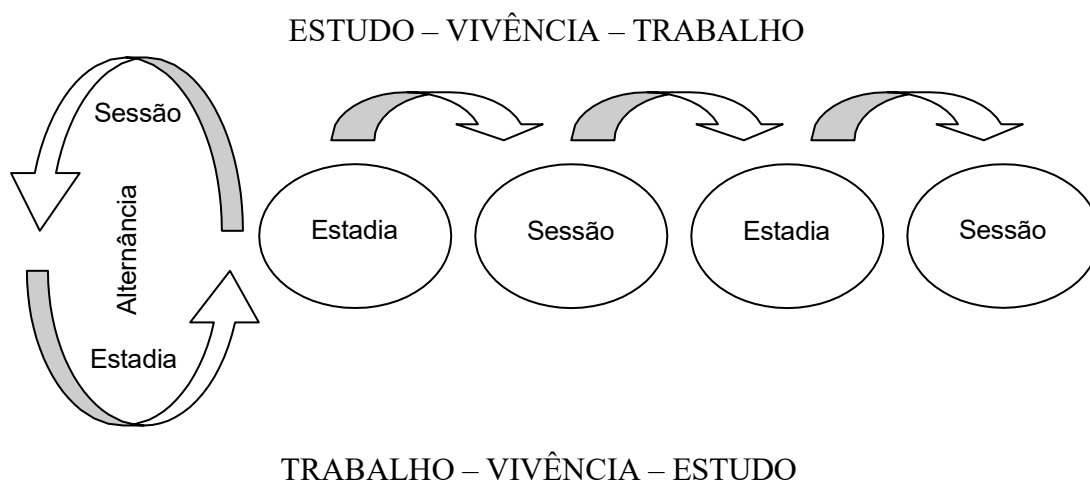 ESTUDO – VIVÊNCIA – TRABALHO
Sessão
Alternância
Estadia
Estadia
Sessão
Estadia
Sessão
TRABALHO – VIVÊNCIA – ESTUDO